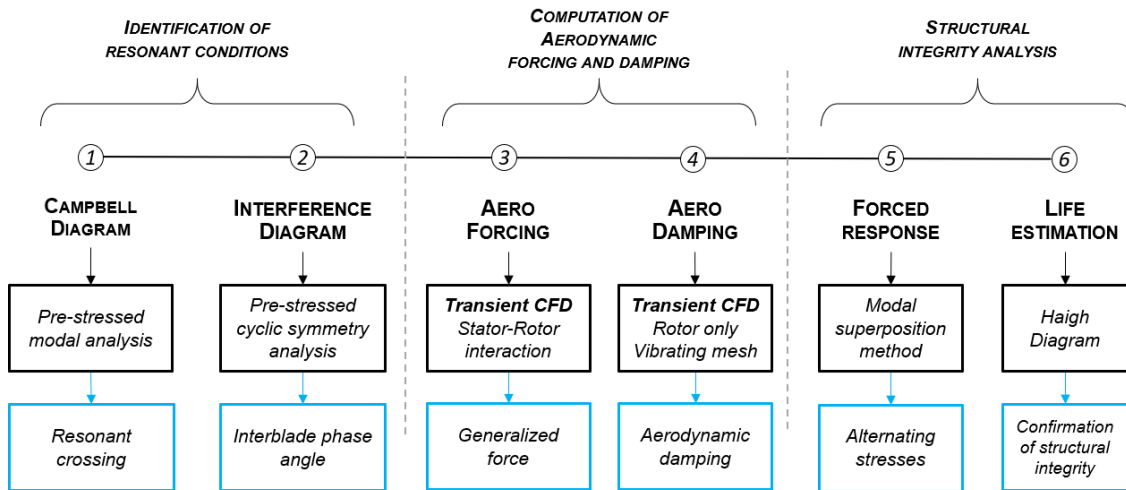 IDENTIFICATION OF
RESONANT CONDITIONS
COMPUTATION OF
AERODYNAMIC
FORCING AND DAMPING
STRUCTURAL
INTEGRITY ANALYSIS
1
2
3
4
5
6
CAMPBELL
DIAGRAM
INTERFERENCE
DIAGRAM
AERO
FORCING
AERO
DAMPING
FORCED
RESPONSE
LIFE
ESTIMATION
Pre-stressed
modal analysis
Pre-stressed
cyclic symmetry
analysis
Transient CFD
Stator-Rotor
interaction
Transient CFD
Rotor only
Vibrating mesh
Modal
superposition
method
Haigh
Diagram
Resonant
crossing
Interblade phase
angle
Generalized
force
Aerodynamic
damping
Alternating
stresses
Confirmation
of structural
integrity